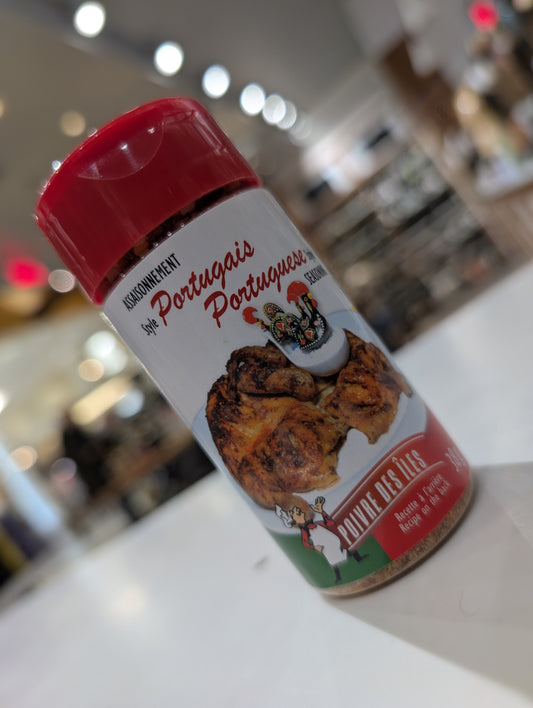 ASSAISONNEMENT
Style Portugais
Portuguese
SEASONING
POIVRE DES ÎLES
Recette à l'arrière
Recipe on the back